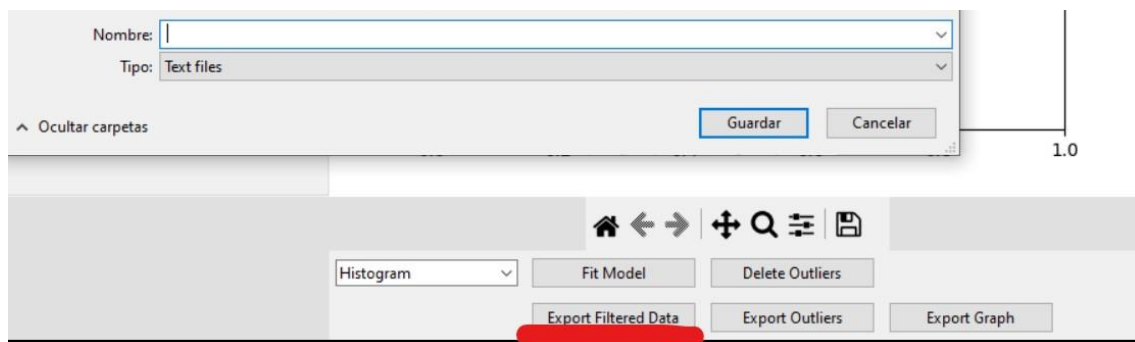 Nombre:
Tipo: Text files
Ocultar carpetas
Guardar Cancelar
1.0
Histogram Fit Model Delete Outliers
Export Filtered Data Export Outliers Export Graph